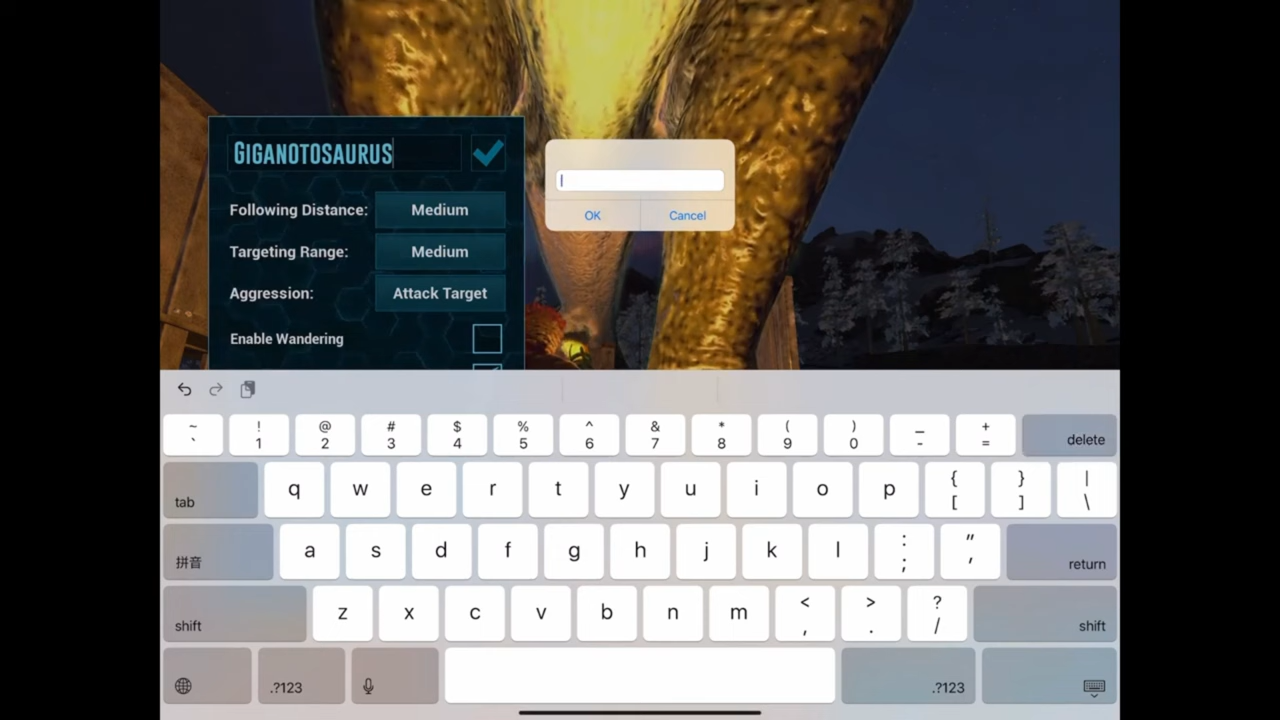 GIGANOTOSAURUS
Following Distance: Medium
Targeting Range: Medium
Aggression: Attack Target
Enable Wandering
OK Cancel
~ ! @ # $ % ^ & * ( ) _ +
` 1 2 3 4 5 6 7 8 9 0 - = delete
tab q w e r t y u i o p { [ } ] | \
拼音 a s d f g h j k l : ; " ' return
shift z x c v b n m < , > . ? / shift
.?123 .?123